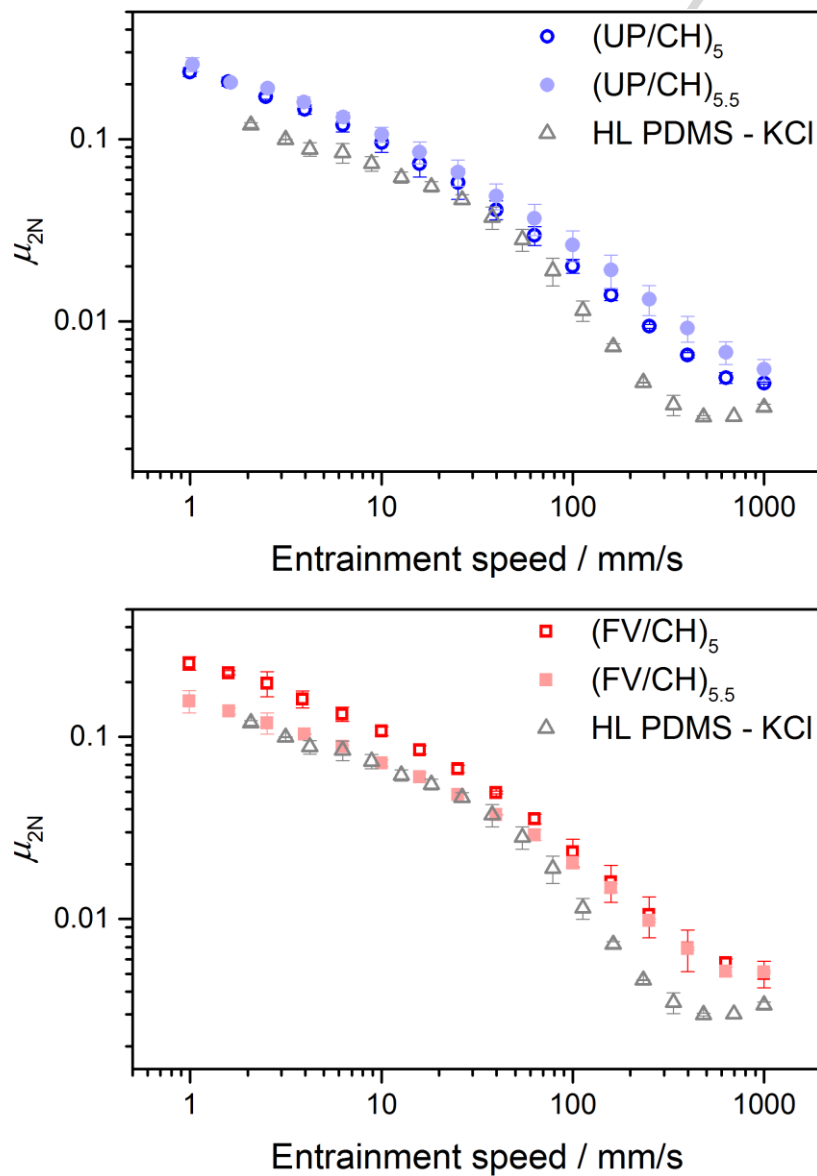 (UP/CH)5
(UP/CH)5.5
HL PDMS - KCl
0.1
0.01
μ2N
1 10 100 1000
Entrainment speed / mm/s
(FV/CH)5
(FV/CH)5.5
HL PDMS - KCl
0.1
0.01
μ2N
1 10 100 1000
Entrainment speed / mm/s